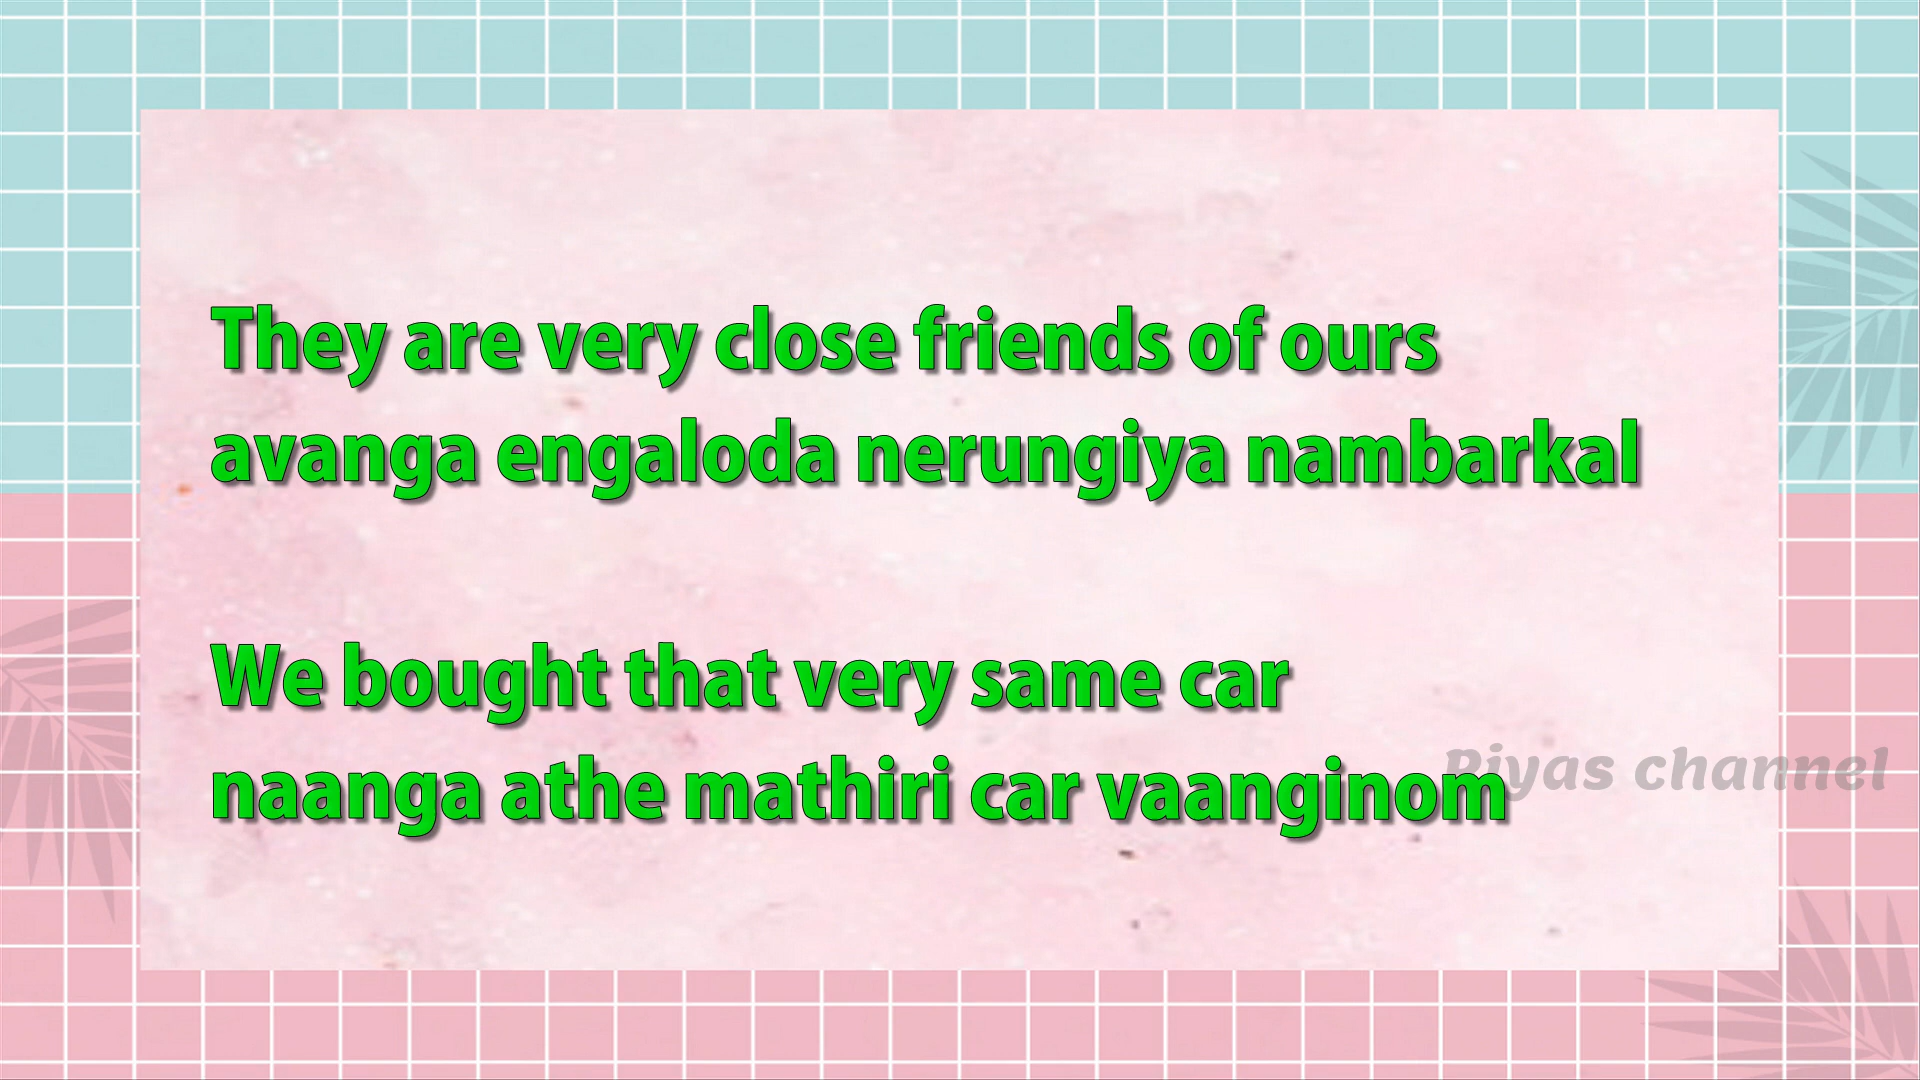 They are very close friends of ours
avanga engaloda nerungiya nambarkal
We bought that very same car
naanga athe mathiri car vaanginom
Piyas channel